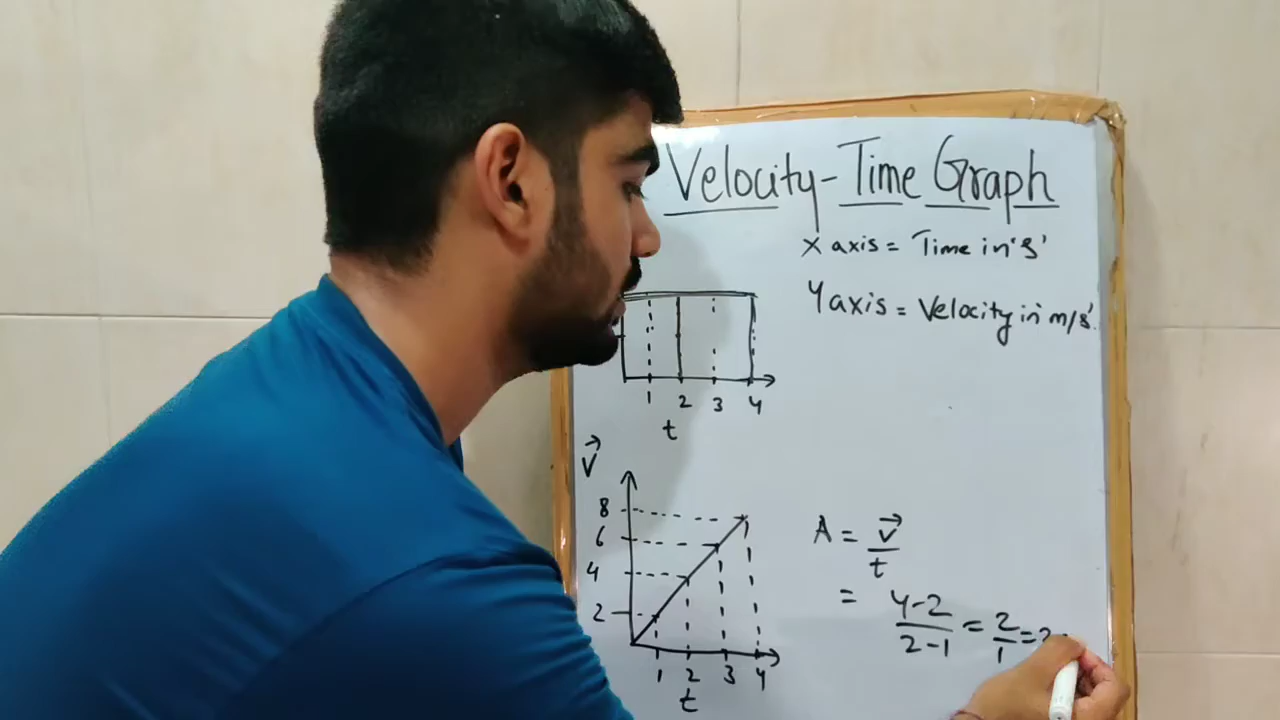 Velocity-Time Graph
X axis = Time in 's'
Y axis = Velocity in 'm/s'
1 2 3 4
t
V
8
6
4
2
1 2 3 4
t
A = V/t
= 4-2/2-1 = 2/1 = 2